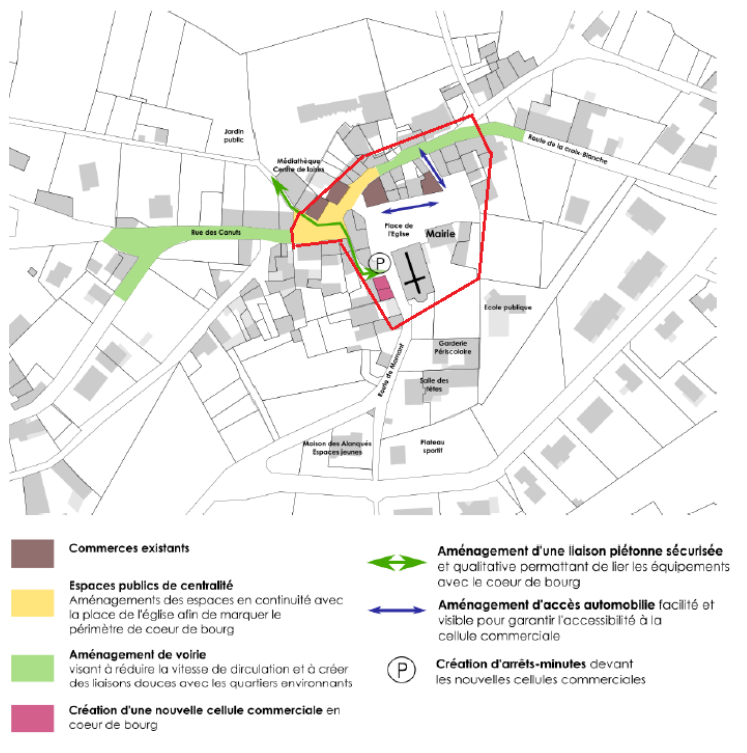 Jardin
public
Médiathèque
Centre de loisirs
Route de la croix-Blanche
Rue des Canuts
Place de
l'Eglise
Mairie
P
Ecole publique
Garderie
Périscolaire
Route de Mornant
Salle des
fêtes
Maison des Alanqués
Espaces jeunes
Plateau
sportif
Commerces existants
Espaces publics de centralité
Aménagements des espaces en continuité avec
la place de l'église afin de marquer le
périmètre de coeur de bourg
Aménagement de voirie
visant à réduire la vitesse de circulation et à créer
des liaisons douces avec les quartiers environnants
Création d'une nouvelle cellule commerciale en
coeur de bourg
Aménagement d'une liaison piétonne sécurisée
et qualitative permattant de lier les équipements
avec le coeur de bourg
Aménagement d'accès automobilie facilité et
visible pour garantir l'accessibilité à la
cellule commerciale
P
Création d'arrêts-minutes devant
les nouvelles cellules commerciales